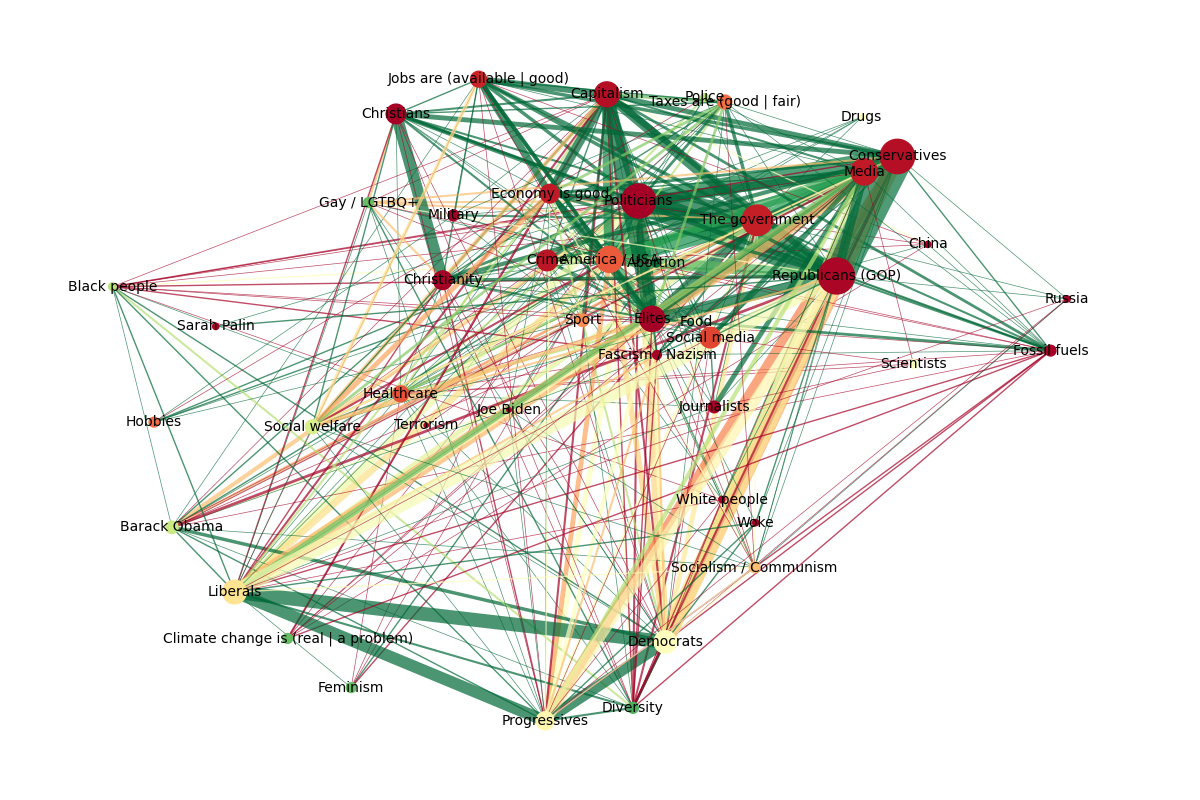 Jobs are (available | good)
Capitalism
Police
Taxes are (good | fair)
Christians
Drugs
Conservatives
Media
Economy is good
Politicians
Gay / LGTBQ+
Military
The government
China
Crime
America / USA
Abortion
Republicans (GOP)
Christianity
Black people
Russia
Sarah Palin
Sport
Elites
Food
Social media
Fascism / Nazism
Fossil fuels
Scientists
Healthcare
Joe Biden
Journalists
Hobbies
Social welfare
Terrorism
White people
Woke
Barack Obama
Socialism / Communism
Liberals
Climate change is (real | a problem)
Democrats
Feminism
Diversity
Progressives